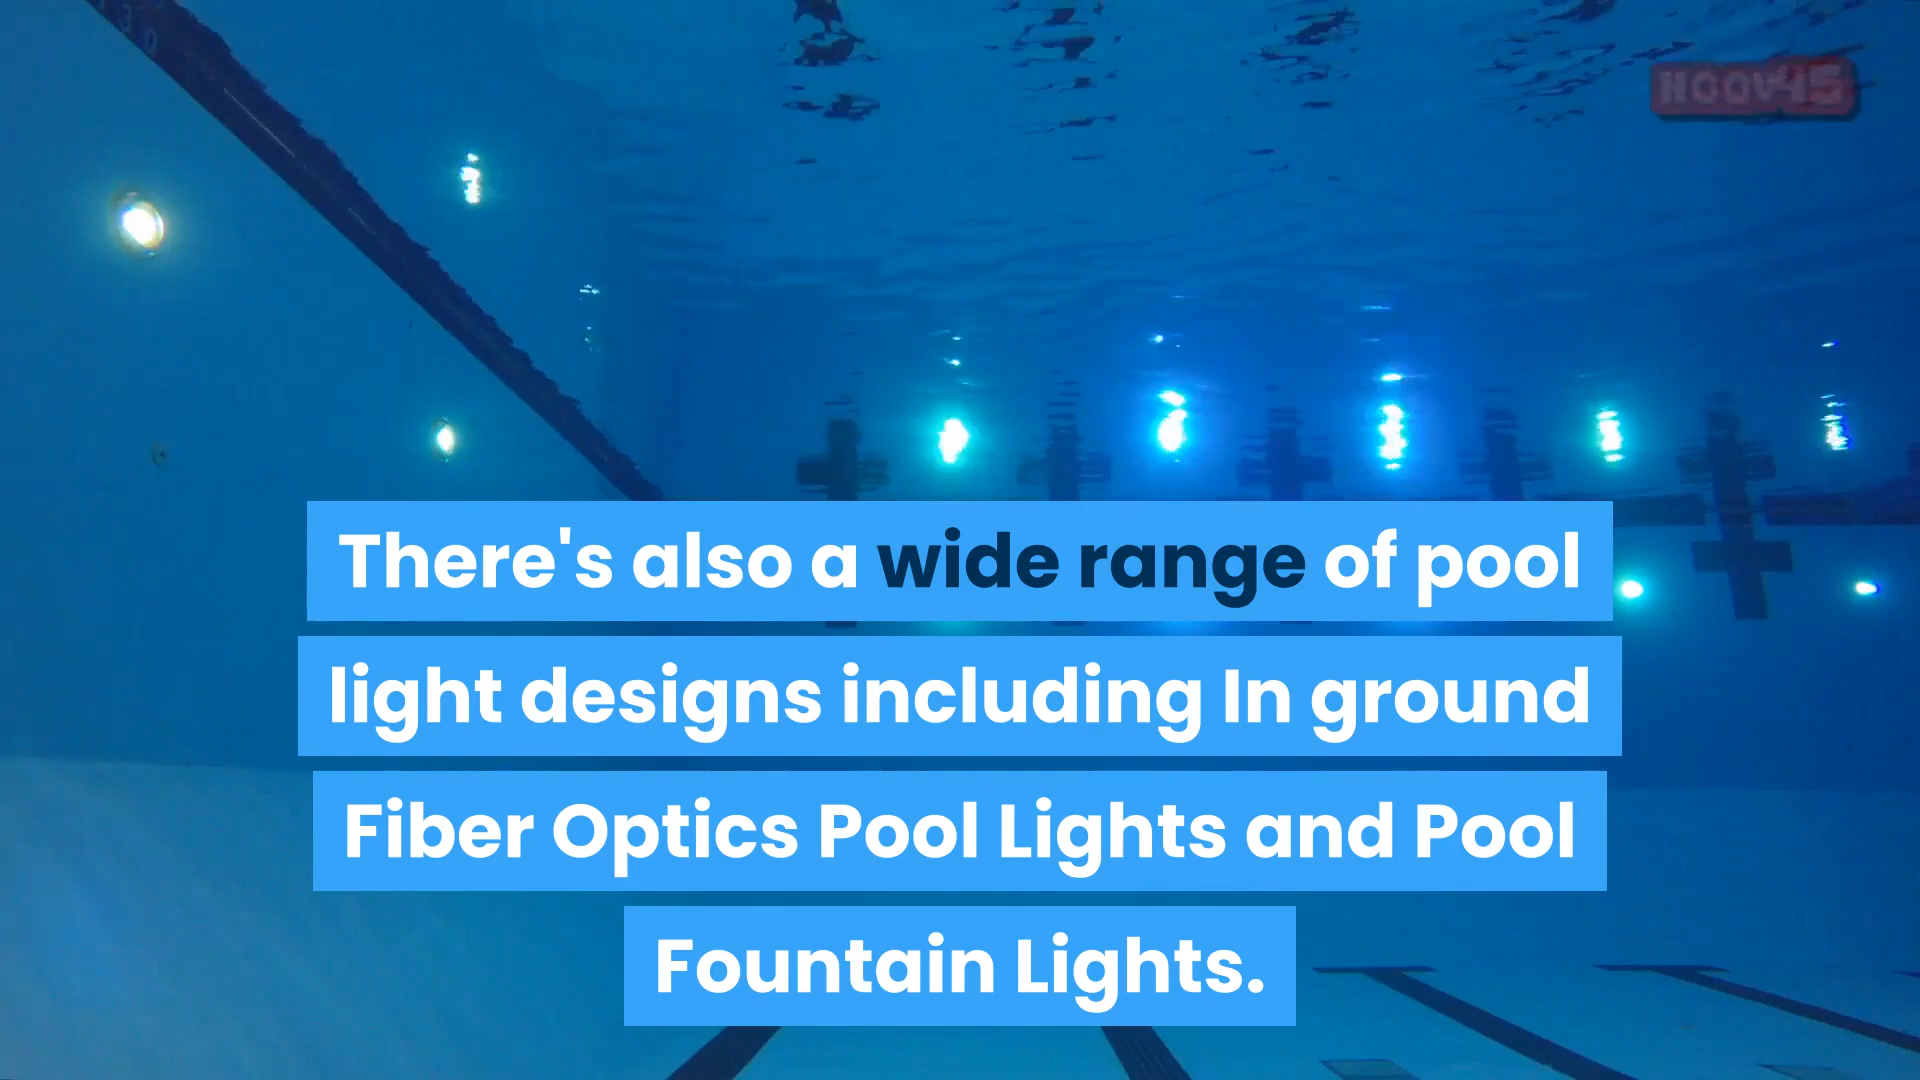 HOOV45
There's also a wide range of pool
light designs including In ground
Fiber Optics Pool Lights and Pool
Fountain Lights.